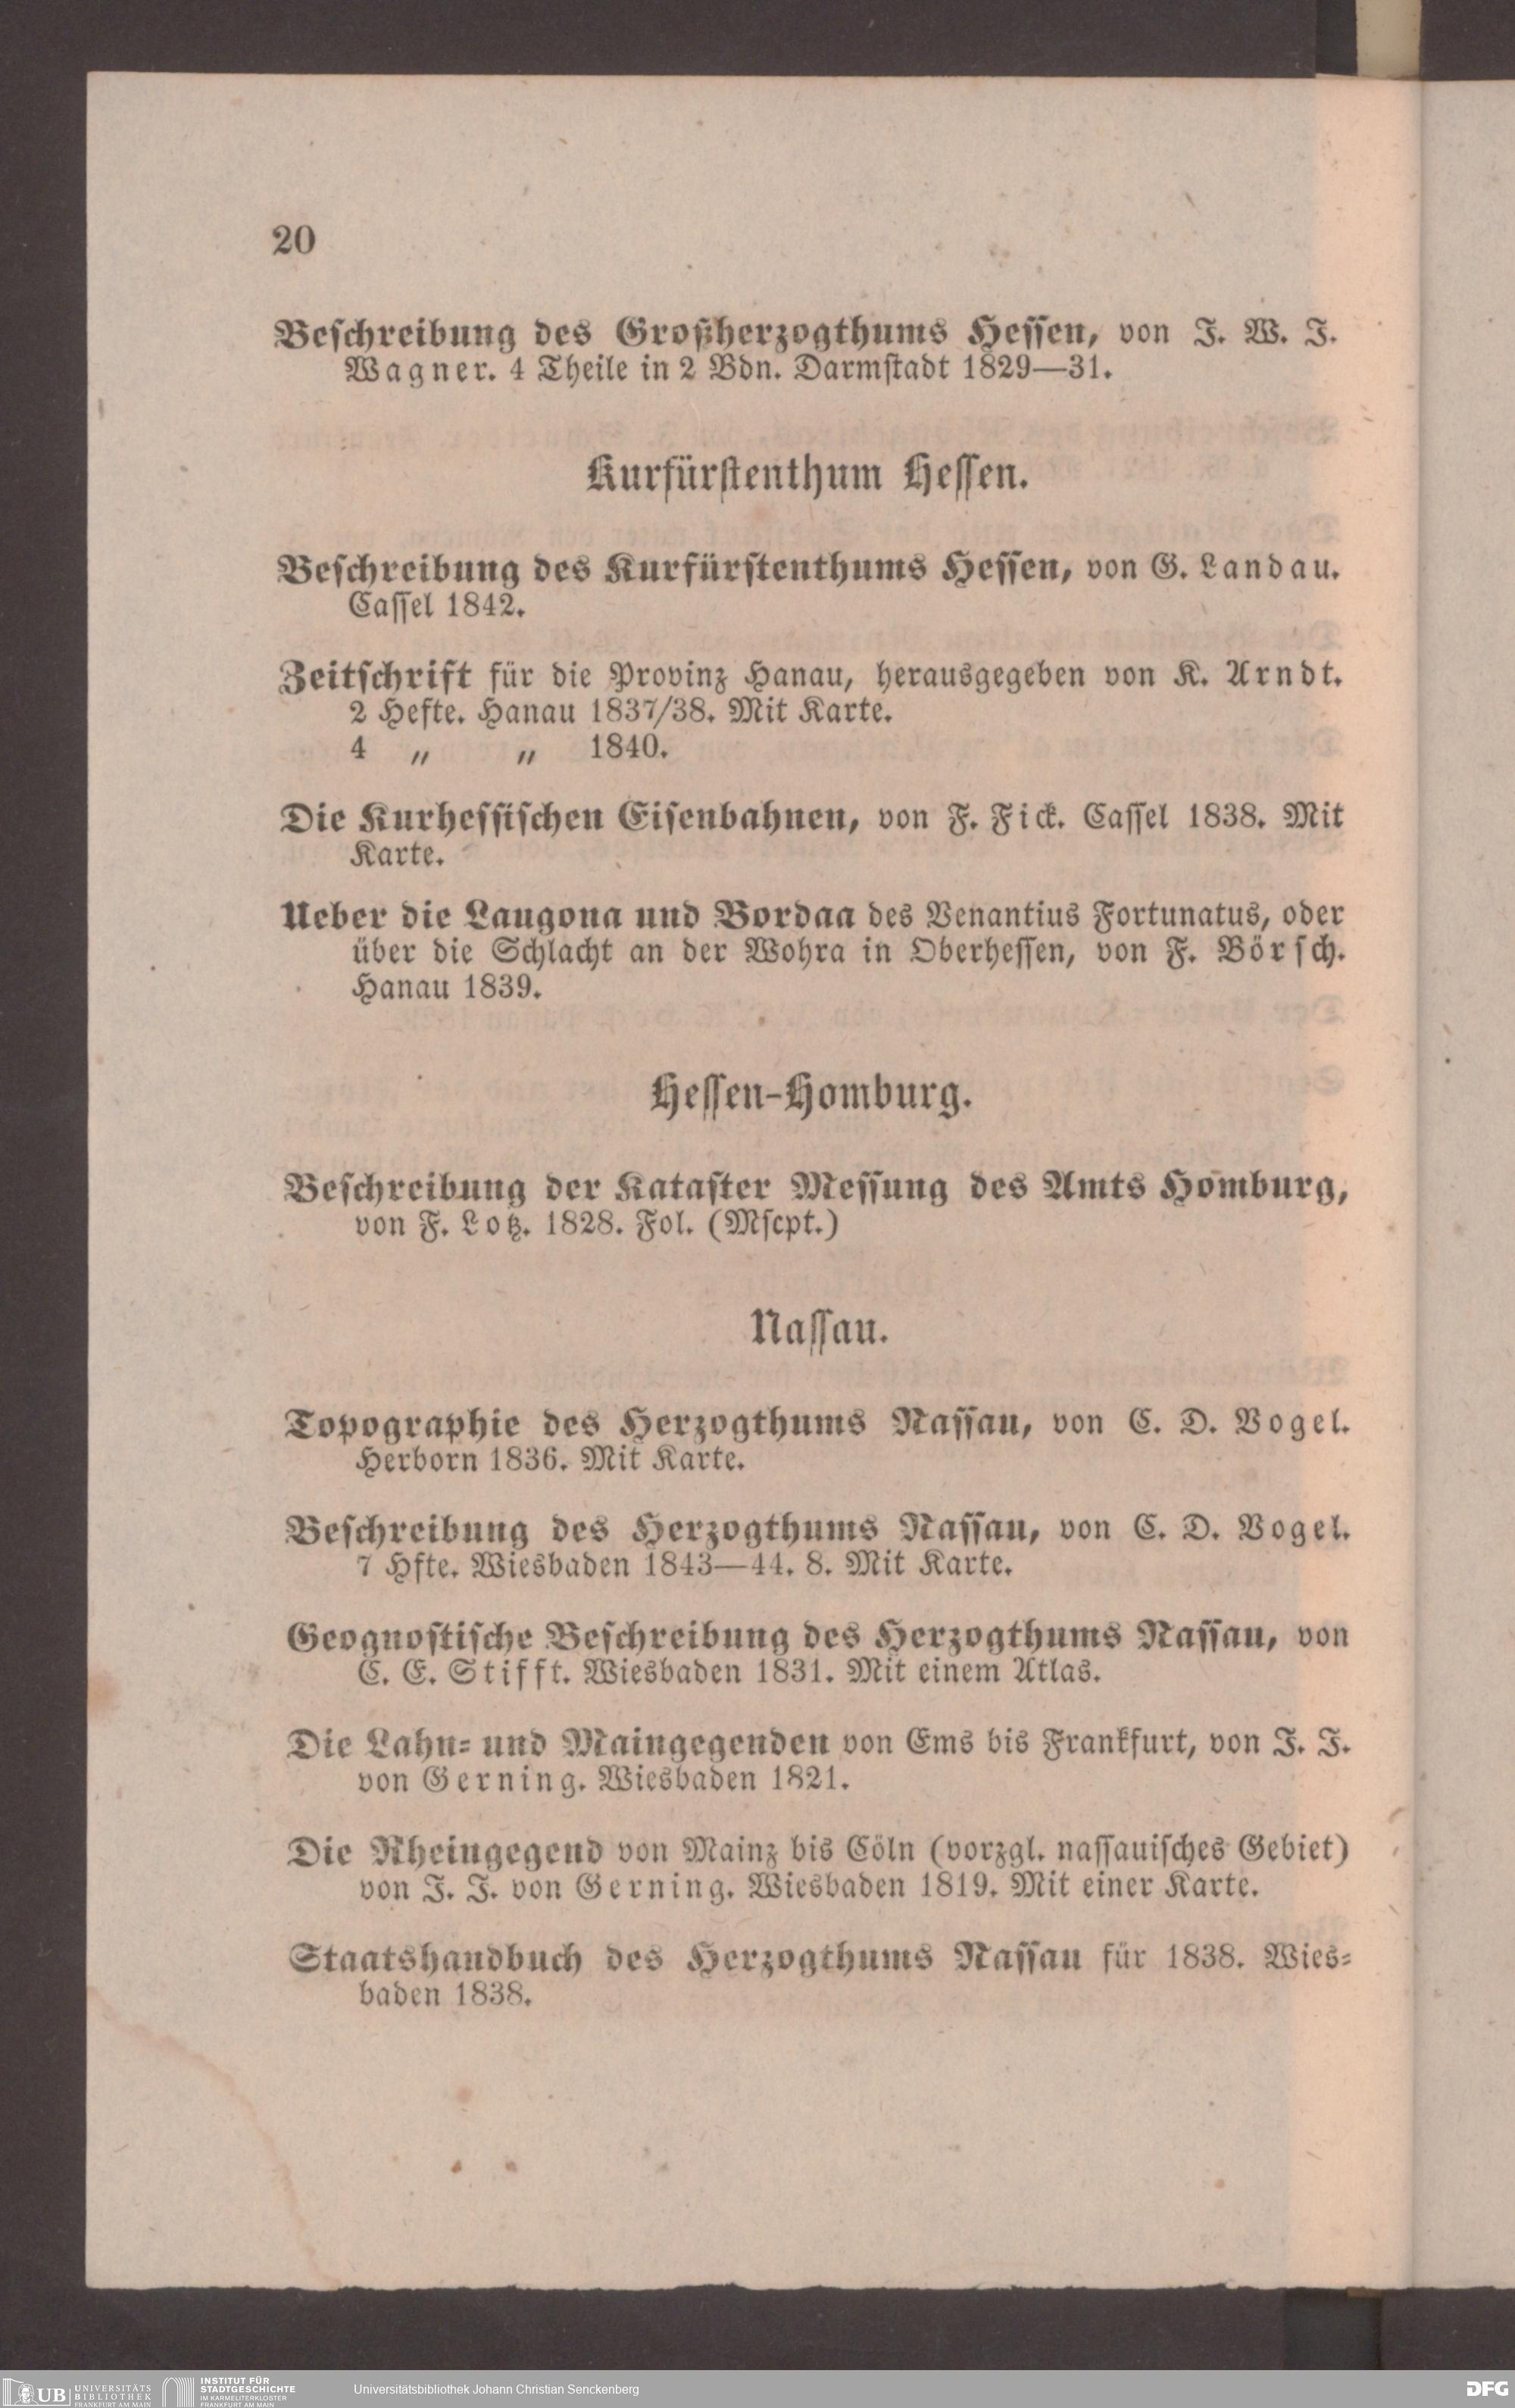 20
Beschreibung des Großherzogthums Hessen, von J. W. J.
Wagner. 4 Theile in 2 Bdn. Darmstadt 1829—31.
Kurfürstenthum Hessen.
Beschreibung des Kurfürstenthums Hessen, von G. Landau.
Cassel 1842.
Zeitschrift für die Provinz Hanau, herausgegeben von K. Arndt.
2 Hefte. Hanau 1837/38. Mit Karte.
4 „ „ 1840.
Die Kurhessischen Eisenbahnen, von F. Fick. Cassel 1838. Mit
Karte.
Ueber die Laugona und Bordaa des Venantius Fortunatus, oder
über die Schlacht an der Wohra in Oberhessen, von F. Börsch.
Hanau 1839.
Hessen-Homburg.
Beschreibung der Kataster Messung des Amts Homburg,
von F. Lotz. 1828. Fol. (Mscpt.)
Nassau.
Topographie des Herzogthums Nassau, von C. D. Vogel.
Herborn 1836. Mit Karte.
Beschreibung des Herzogthums Nassau, von C. D. Vogel.
7 Hfte. Wiesbaden 1843—44. 8. Mit Karte.
Geognostische Beschreibung des Herzogthums Nassau, von
C. E. Stifft. Wiesbaden 1831. Mit einem Atlas.
Die Lahn- und Maingegenden von Ems bis Frankfurt, von J. J.
von Gerning. Wiesbaden 1821.
Die Rheingegend von Mainz bis Cöln (vorzgl. nassauisches Gebiet)
von J. J. von Gerning. Wiesbaden 1819. Mit einer Karte.
Staatshandbuch des Herzogthums Nassau für 1838. Wies-
baden 1838.
UB UNIVERSITÄTS
BIBLIOTHEK
FRANKFURT AM MAIN
INSTITUT FÜR
STADTGESCHICHTE
IM KARMELITERKLOSTER
FRANKFURT AM MAIN
Universitätsbibliothek Johann Christian Senckenberg
DFG